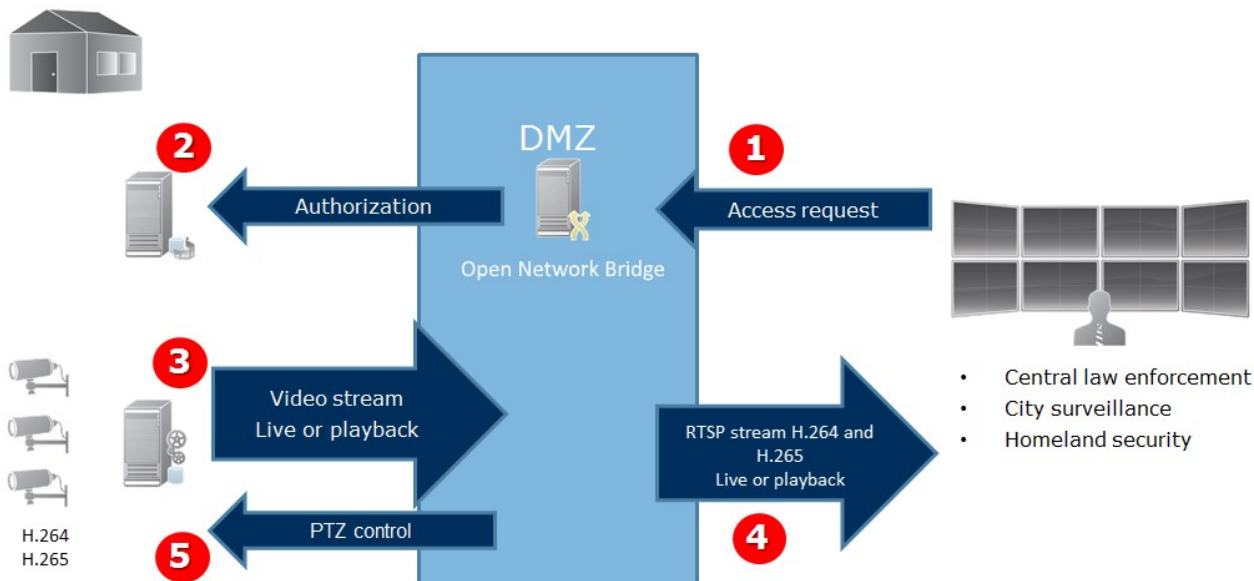 DMZ
1
2
Authorization
Access request
Open Network Bridge
3
Video stream
Live or playback
RTSP stream H.264 and
H.265
Live or playback
• Central law enforcement
• City surveillance
• Homeland security
PTZ control
4
H.264
H.265
5